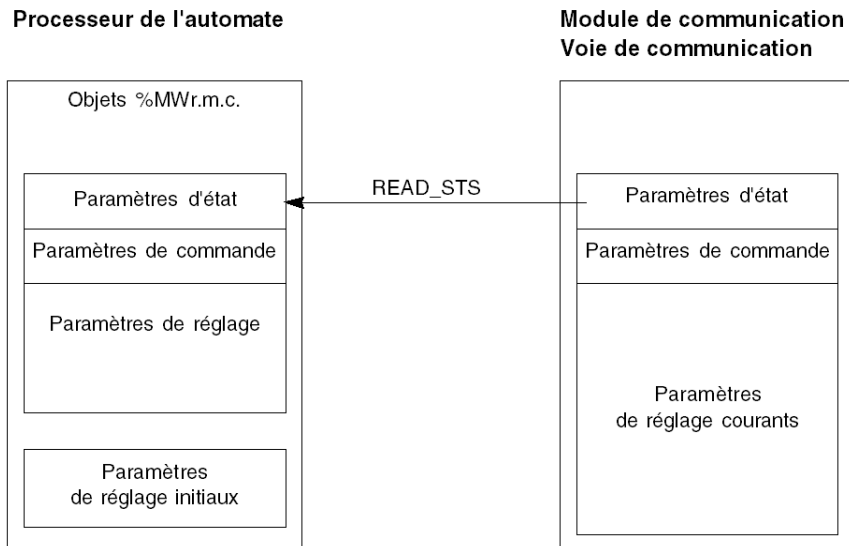 Processeur de l'automate
Module de communication
Voie de communication
Objets %MWr.m.c.
Paramètres d'état
READ_STS
Paramètres d'état
Paramètres de commande
Paramètres de commande
Paramètres de réglage
Paramètres
de réglage courants
Paramètres
de réglage initiaux